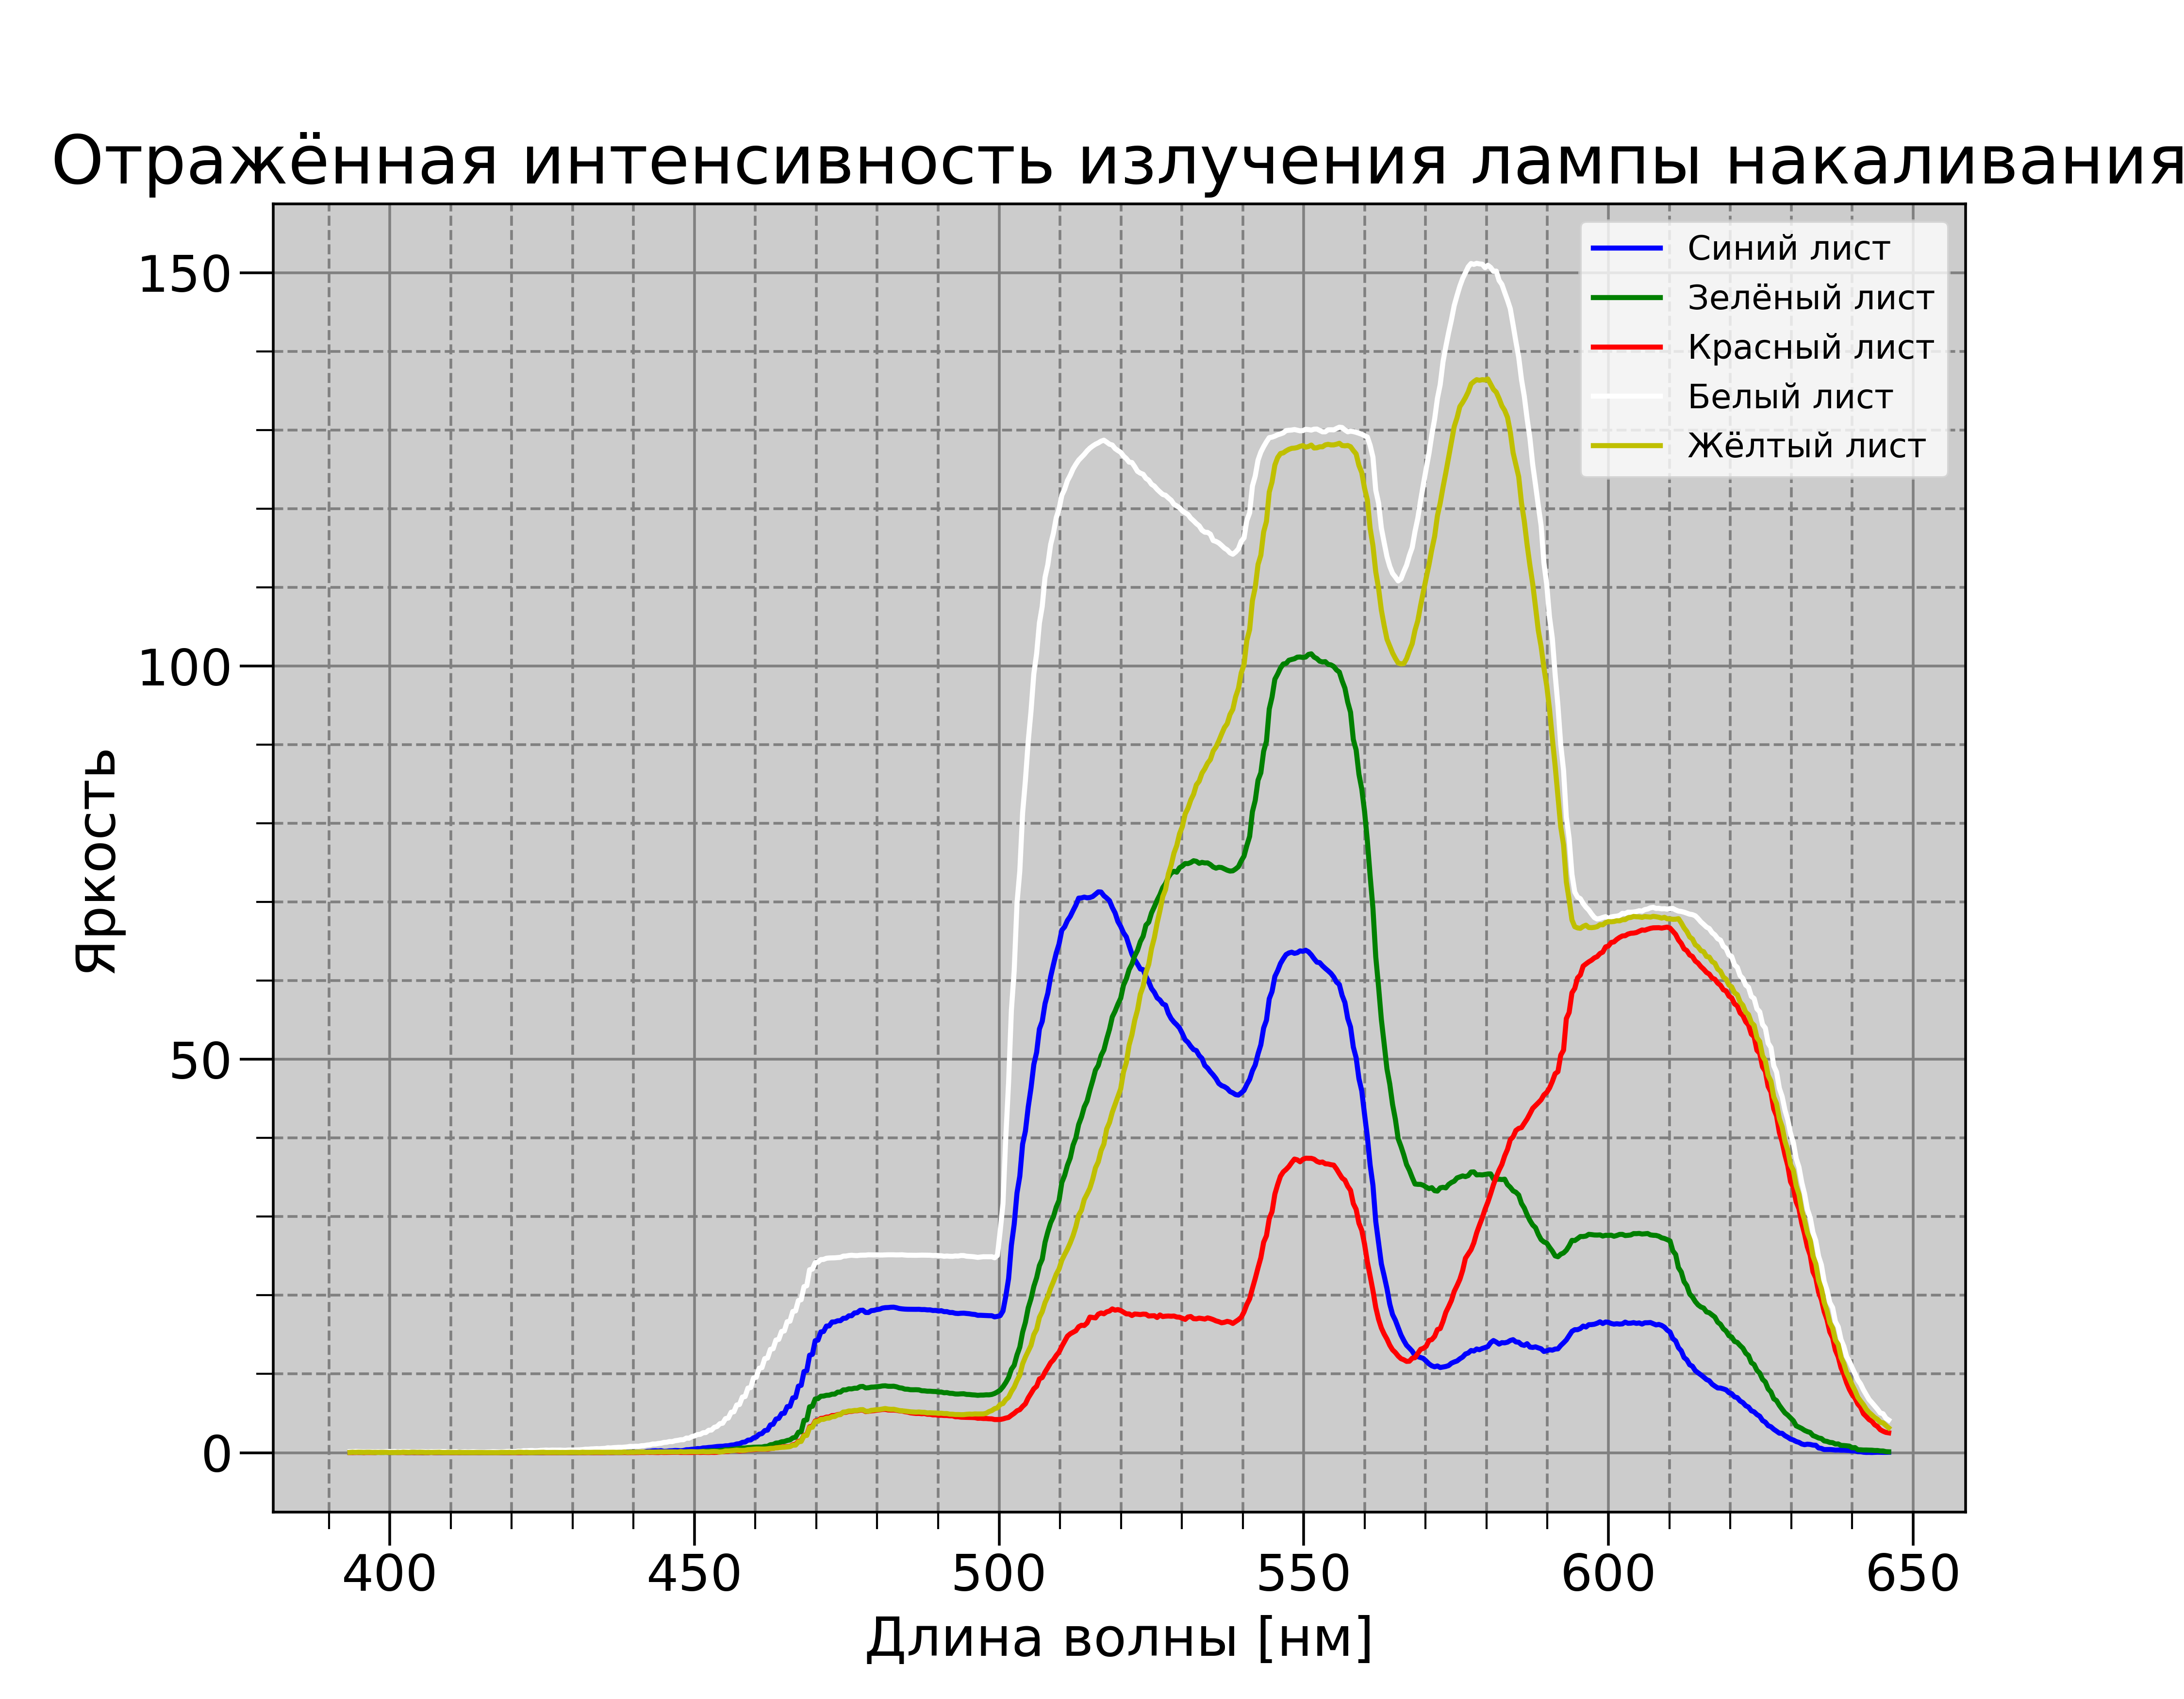 Отражённая интенсивность излучения лампы накаливания
Яркость
150
100
50
0
Синий лист
Зелёный лист
Красный лист
Белый лист
Жёлтый лист
400 450 500 550 600 650
Длина волны [нм]